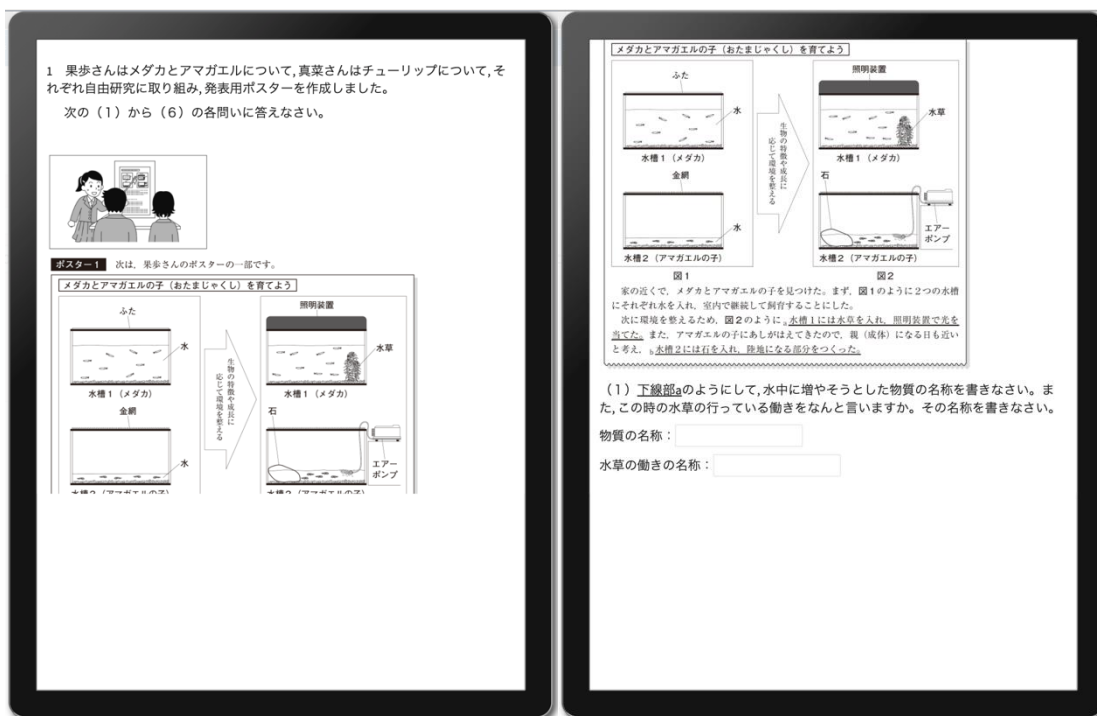 1　果歩さんはメダカとアマガエルについて,真菜さんはチューリップについて,そ
れぞれ自由研究に取り組み,発表用ポスターを作成しました。
次の（1）から（6）の各問いに答えなさい。
ポスター1　次は、果歩さんのポスターの一部です。
メダカとアマガエルの子（おたまじゃくし）を育てよう
ふた
水
水槽1（メダカ）
金網
水
水槽2（アマガエルの子）
生物の特徴や成長に
応じて環境を整える
照明装置
水草
水槽1（メダカ）
石
エアー
ポンプ
水槽2（アマガエルの子）
メダカとアマガエルの子（おたまじゃくし）を育てよう
ふた
水
水槽1（メダカ）
金網
水
水槽2（アマガエルの子）
図1
生物の特徴や成長に
応じて環境を整える
照明装置
水草
水槽1（メダカ）
石
エアー
ポンプ
水槽2（アマガエルの子）
図2
家の近くで、メダカとアマガエルの子を見つけた。まず、図1のように2つの水槽
にそれぞれ水を入れ、室内で継続して飼育することにした。
次に環境を整えるため、図2のようにa水槽1には水草を入れ、照明装置で光を
当てた。また、アマガエルの子にあしがはえてきたので、親（成体）になる日も近い
と考え、b水槽2には石を入れ、陸地になる部分をつくった。
（1）下線部aのようにして,水中に増やそうとした物質の名称を書きなさい。ま
た,この時の水草の行っている働きをなんと言いますか。その名称を書きなさい。
物質の名称：
水草の働きの名称：